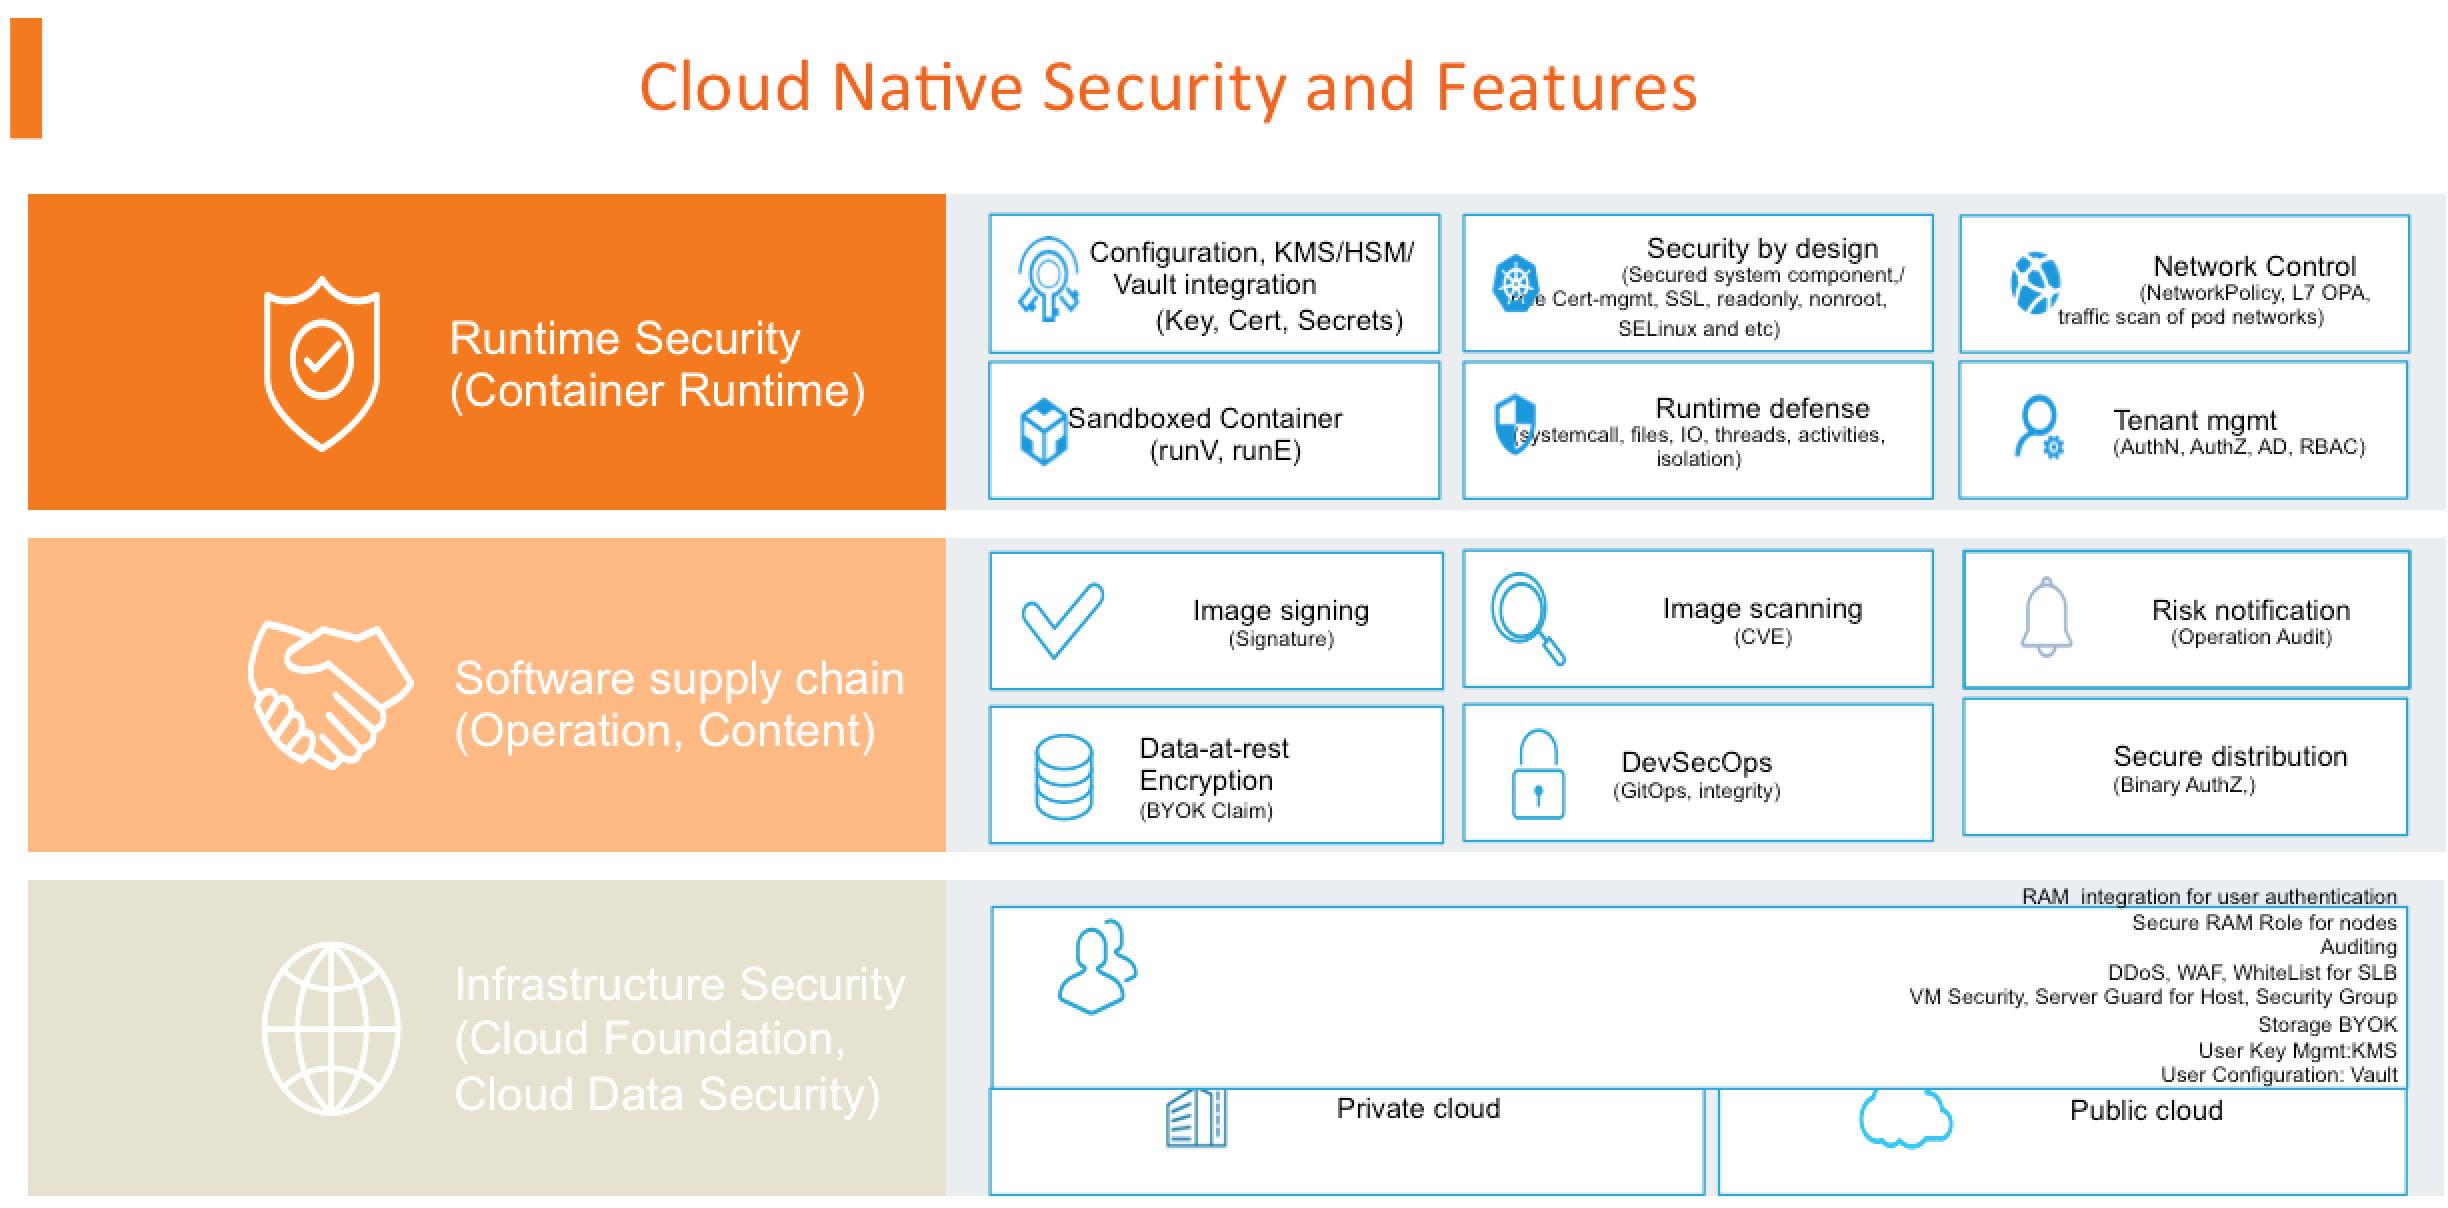 Cloud Native Security and Features
Runtime Security
(Container Runtime)
Configuration, KMS/HSM/
Vault integration
(Key, Cert, Secrets)
Security by design
(Secured system component,/
Cert-mgmt, SSL, readonly, nonroot,
SELinux and etc)
Network Control
(NetworkPolicy, L7 OPA,
traffic scan of pod networks)
Sandboxed Container
(runV, runE)
Runtime defense
(systemcall, files, IO, threads, activities,
isolation)
Tenant mgmt
(AuthN, AuthZ, AD, RBAC)
Software supply chain
(Operation, Content)
Image signing
(Signature)
Image scanning
(CVE)
Risk notification
(Operation Audit)
Data-at-rest
Encryption
(BYOK Claim)
DevSecOps
(GitOps, integrity)
Secure distribution
(Binary AuthZ,)
Infrastructure Security
(Cloud Foundation,
Cloud Data Security)
RAM  integration for user authentication
Secure RAM Role for nodes
Auditing
DDoS, WAF, WhiteList for SLB
VM Security, Server Guard for Host, Security Group
Storage BYOK
User Key Mgmt:KMS
User Configuration: Vault
Private cloud
Public cloud